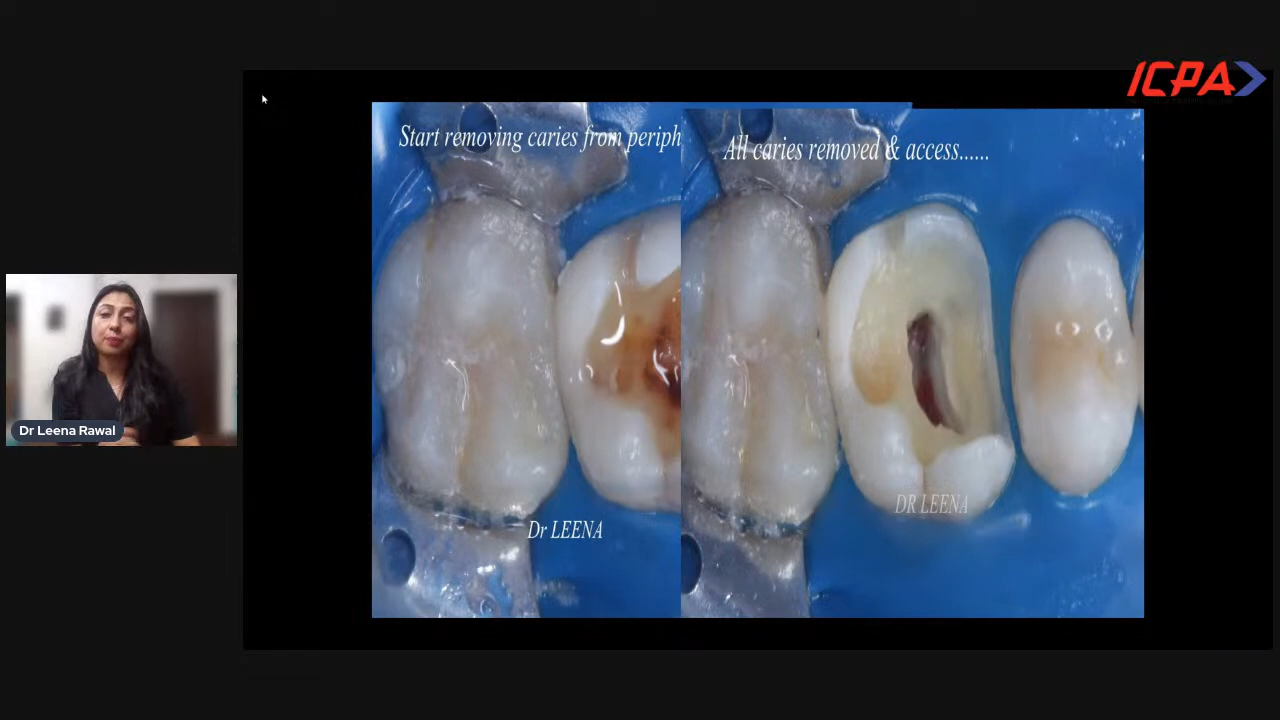 ICPA
Start removing caries from periph
All caries removed & access......
DR LEENA
Dr LEENA
Dr Leena Rawal